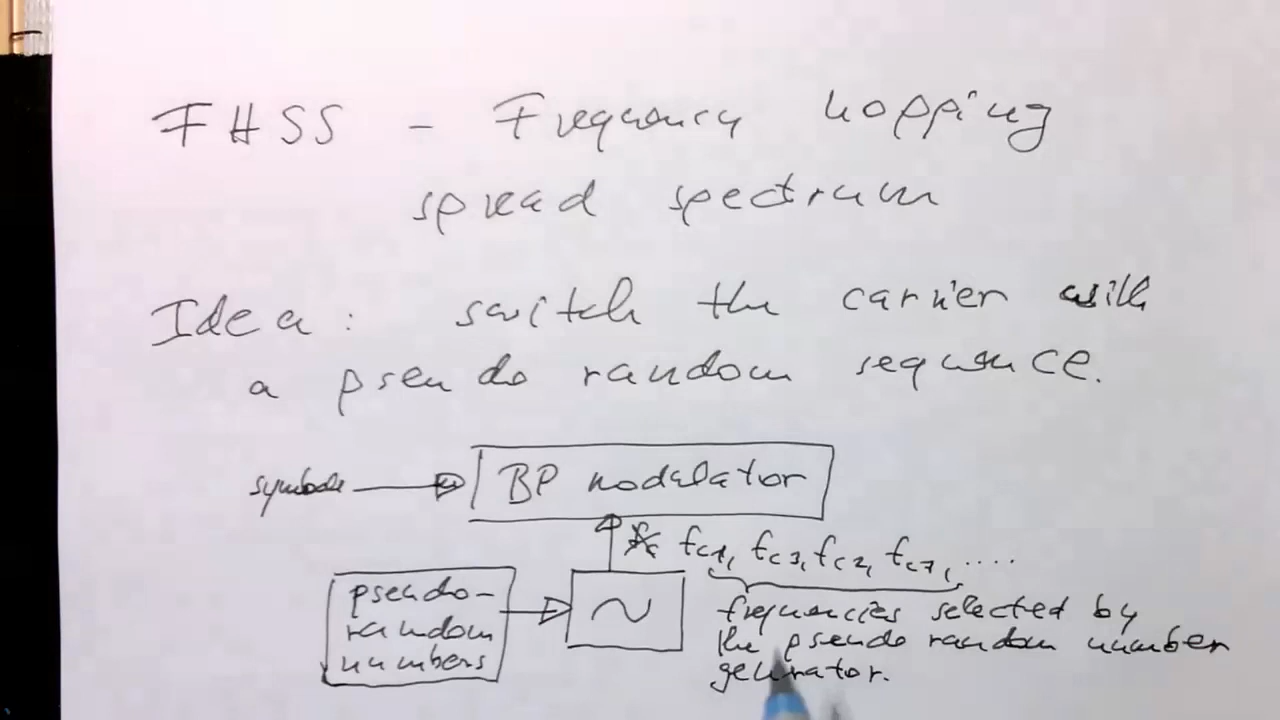 FHSS - Frequency hopping
spread spectrum
Idea: switch the carrier with
a pseudo random sequence.
symbols BP modulator
fc1, fc3, fc2, fc7, ....
pseudo-
random
numbers
frequencies selected by
the pseudo random number
generator.